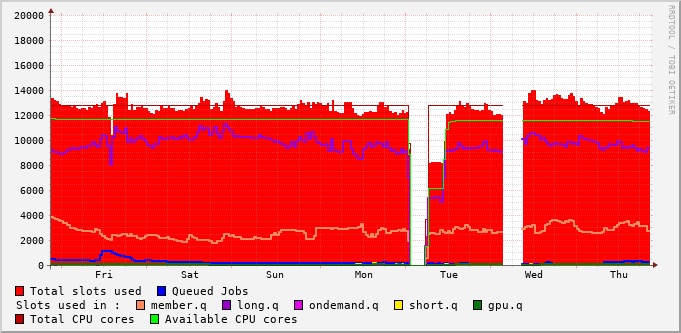 20000
18000
16000
14000
12000
10000
8000
6000
4000
2000
0
Fri Sat Sun Mon Tue Wed Thu
RRDTOOL / TOBI OETIKER
Total slots used Queued Jobs
Slots used in : member.q long.q ondemand.q short.q gpu.q
Total CPU cores Available CPU cores